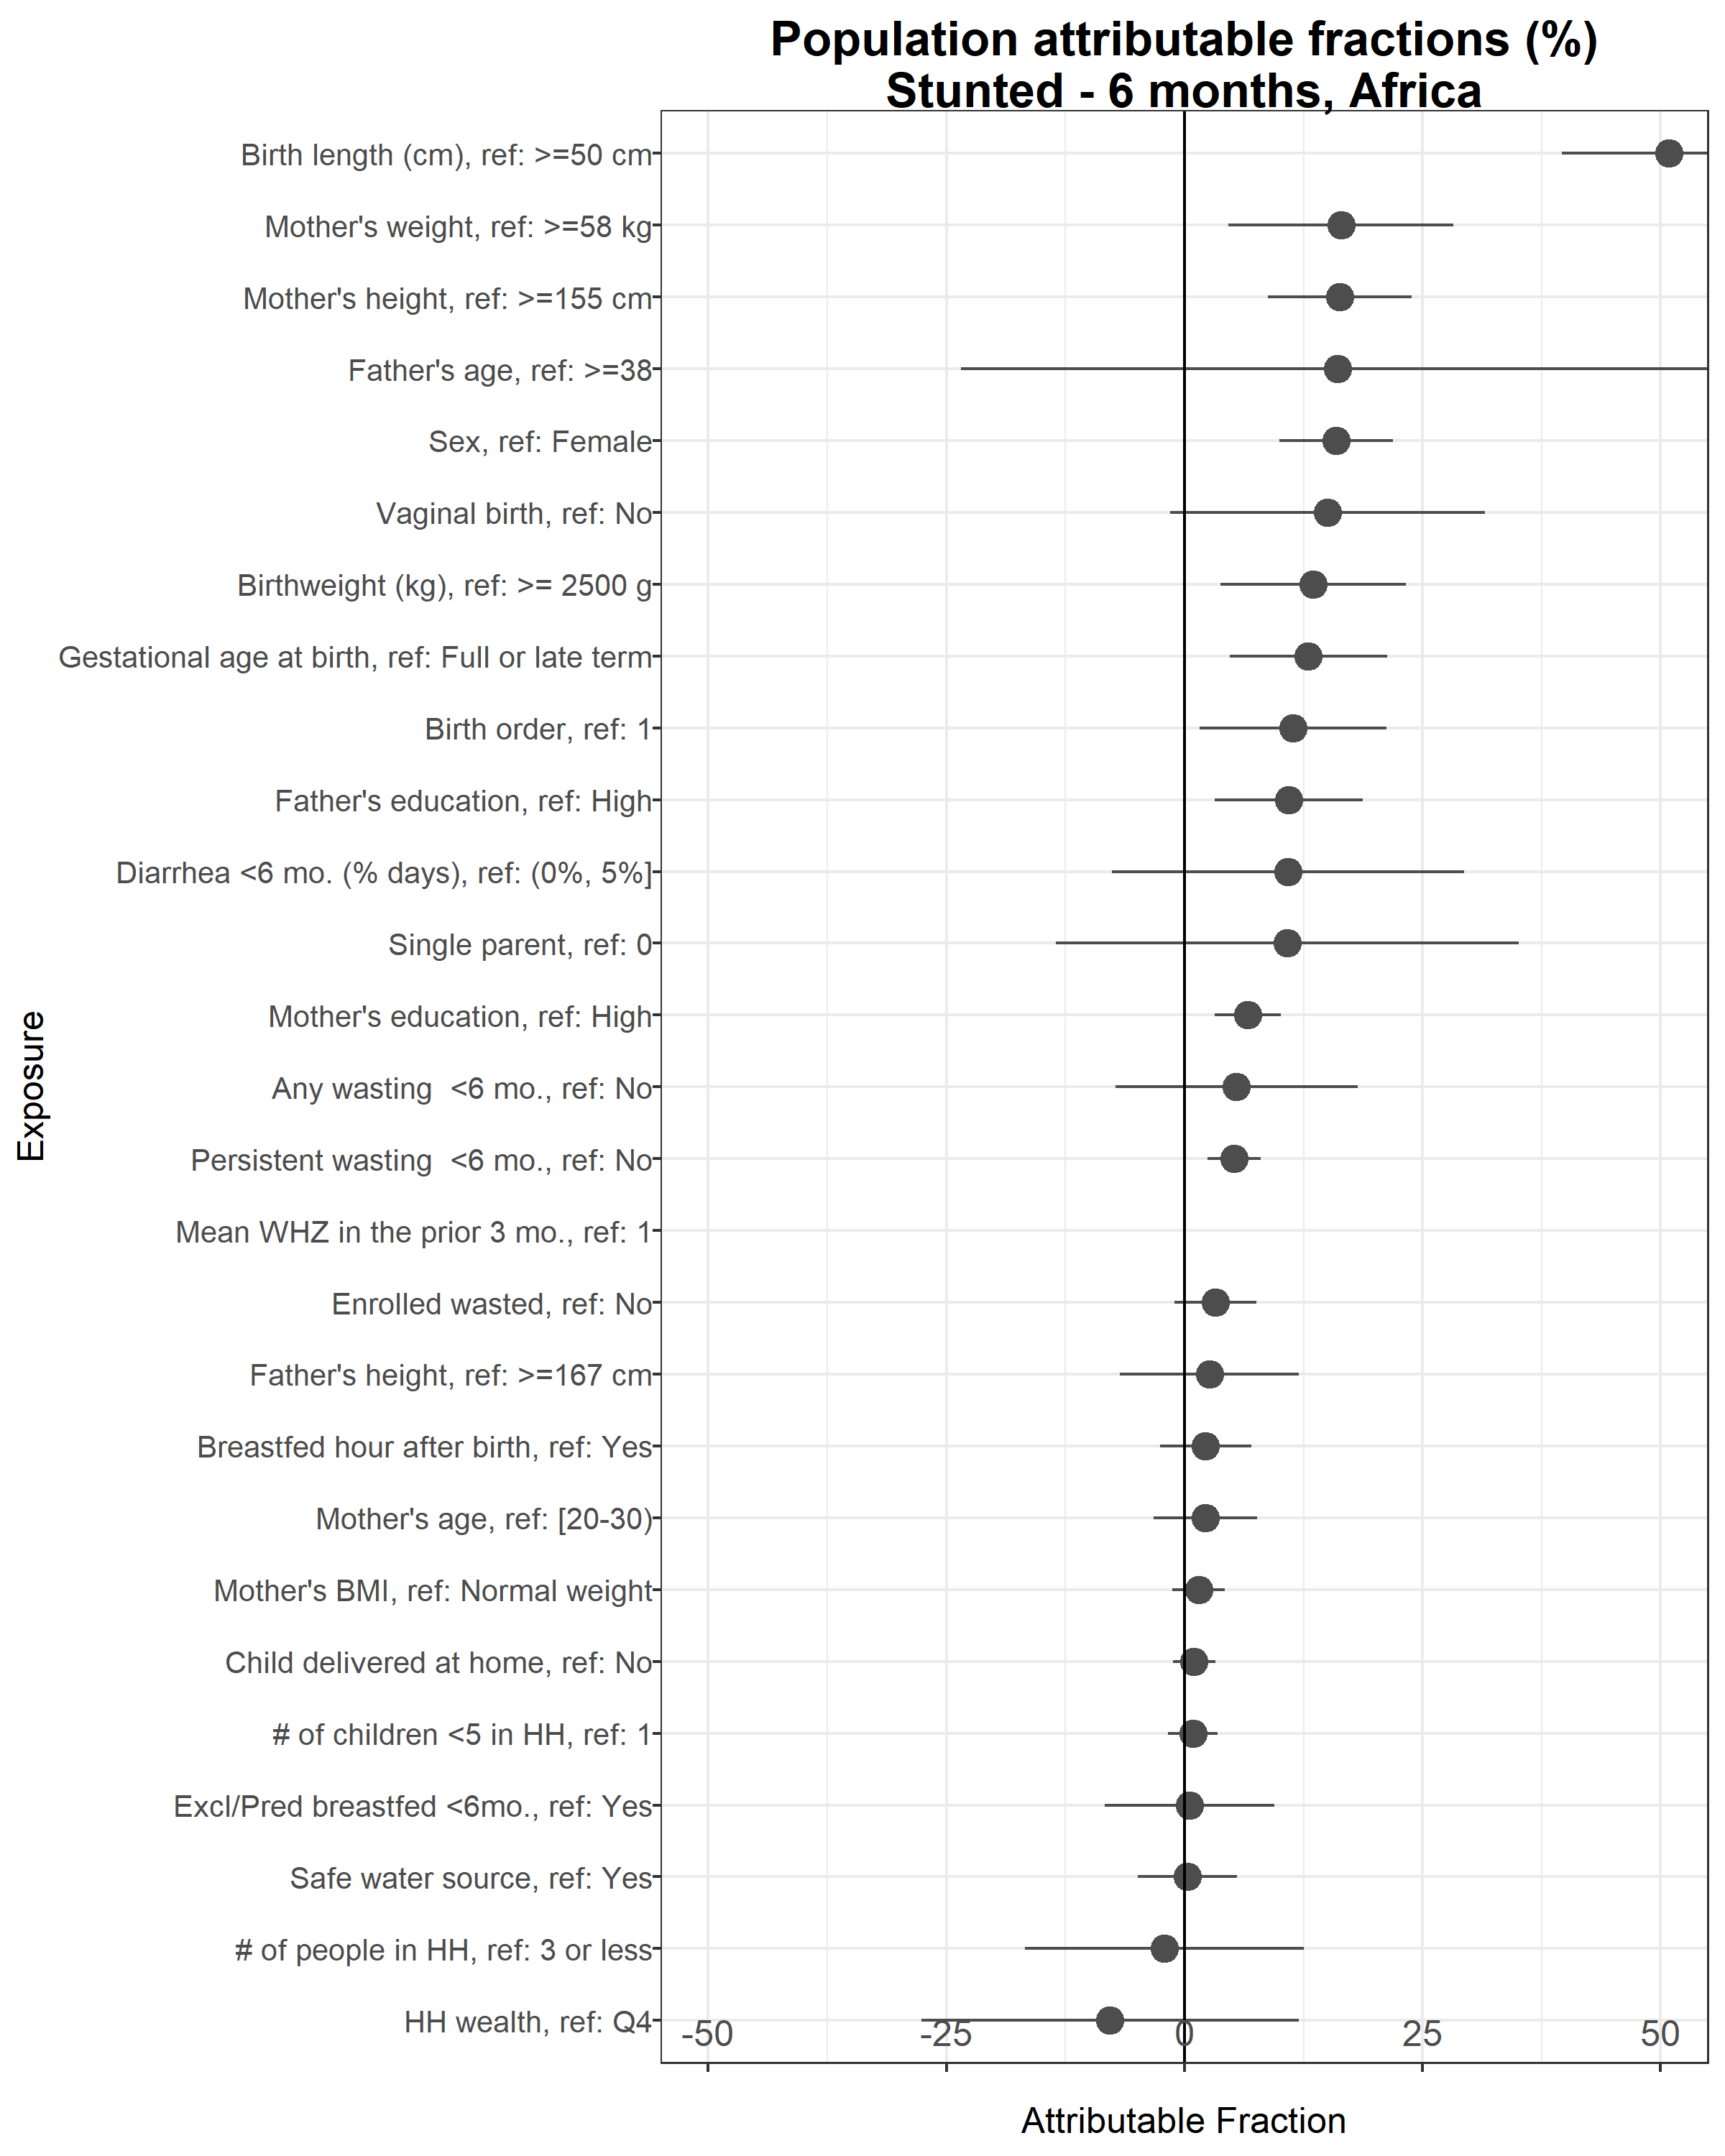 Population attributable fractions (%)
Stunted - 6 months, Africa
Birth length (cm), ref: >=50 cm
Mother's weight, ref: >=58 kg
Mother's height, ref: >=155 cm
Father's age, ref: >=38
Sex, ref: Female
Vaginal birth, ref: No
Birthweight (kg), ref: >= 2500 g
Gestational age at birth, ref: Full or late term
Birth order, ref: 1
Father's education, ref: High
Diarrhea <6 mo. (% days), ref: (0%, 5%]
Single parent, ref: 0
Mother's education, ref: High
Any wasting  <6 mo., ref: No
Persistent wasting  <6 mo., ref: No
Mean WHZ in the prior 3 mo., ref: 1
Enrolled wasted, ref: No
Father's height, ref: >=167 cm
Breastfed hour after birth, ref: Yes
Mother's age, ref: [20-30)
Mother's BMI, ref: Normal weight
Child delivered at home, ref: No
# of children <5 in HH, ref: 1
Excl/Pred breastfed <6mo., ref: Yes
Safe water source, ref: Yes
# of people in HH, ref: 3 or less
HH wealth, ref: Q4
Exposure
-50 -25 0 25 50
Attributable Fraction